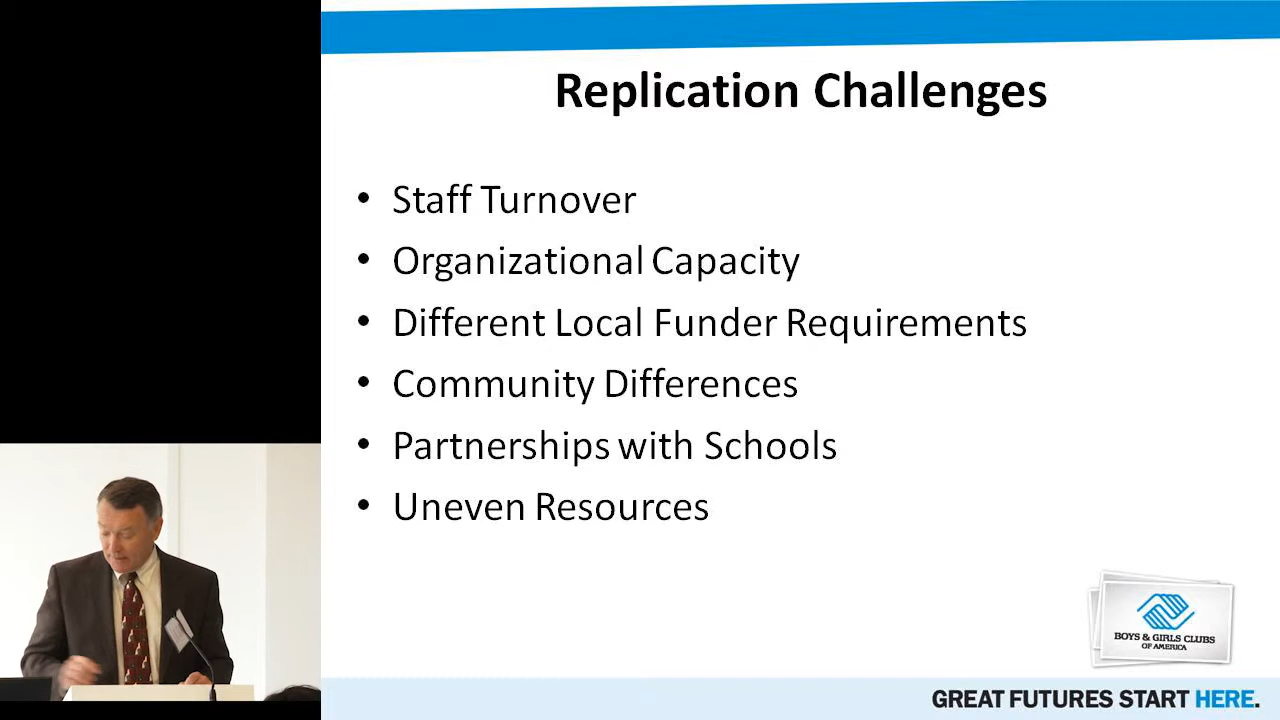 Replication Challenges
• Staff Turnover
• Organizational Capacity
• Different Local Funder Requirements
• Community Differences
• Partnerships with Schools
• Uneven Resources
BOYS & GIRLS CLUBS
OF AMERICA
GREAT FUTURES START HERE.